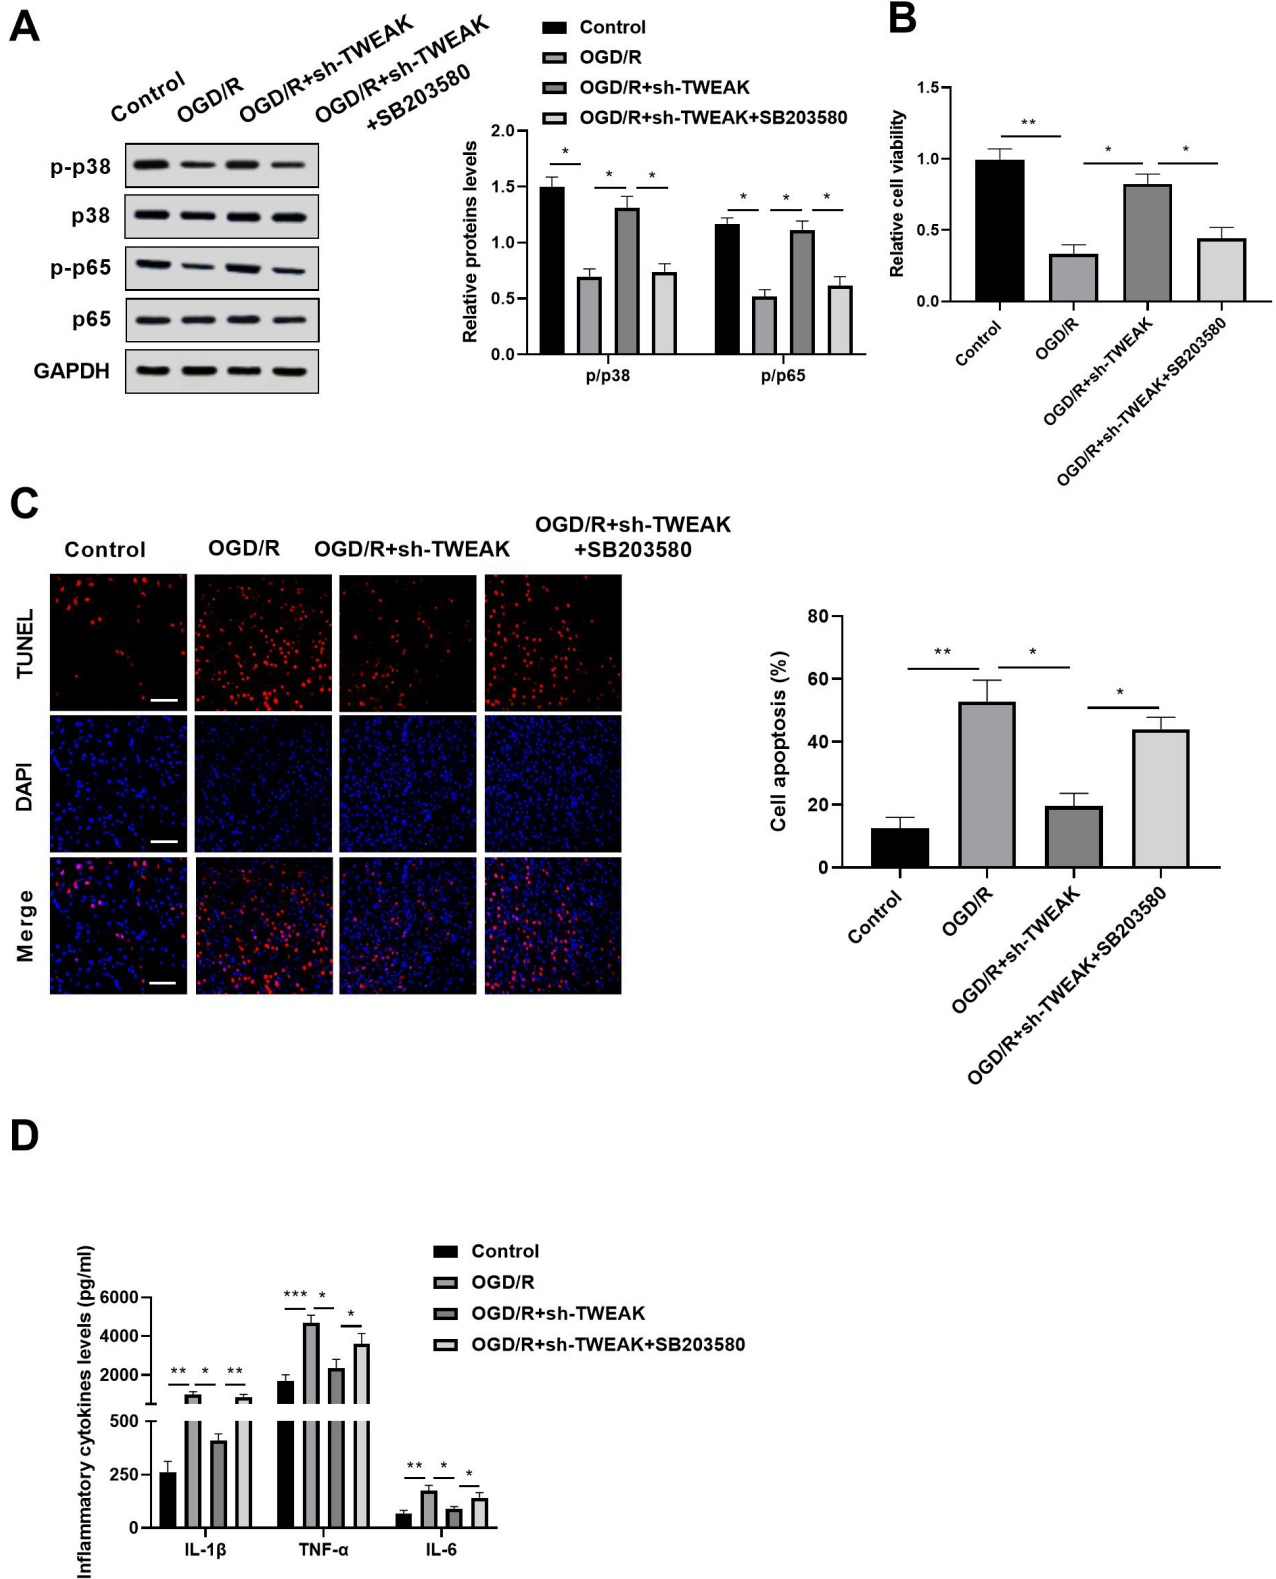 A
Control
OGD/R
OGD/R+sh-TWEAK
OGD/R+sh-TWEAK
+SB203580
p-p38
p38
p-p65
p65
GAPDH
Control
OGD/R
OGD/R+sh-TWEAK
OGD/R+sh-TWEAK+SB203580
Relative proteins levels
2.0
1.5
1.0
0.5
0.0
* * *
* * *
p/p38
p/p65
B
Relative cell viability
1.5
1.0
0.5
0.0
** * *
Control
OGD/R
OGD/R+sh-TWEAK
OGD/R+sh-TWEAK+SB203580
C
Control
OGD/R
OGD/R+sh-TWEAK
OGD/R+sh-TWEAK
+SB203580
TUNEL
DAPI
Merge
Cell apoptosis (%)
80
60
40
20
0
** * *
Control
OGD/R
OGD/R+sh-TWEAK
OGD/R+sh-TWEAK+SB203580
D
Control
OGD/R
OGD/R+sh-TWEAK
OGD/R+sh-TWEAK+SB203580
Inflammatory cytokines levels (pg/ml)
6000
4000
2000
500
250
0
** * **
*** * *
** * *
IL-1β
TNF-α
IL-6